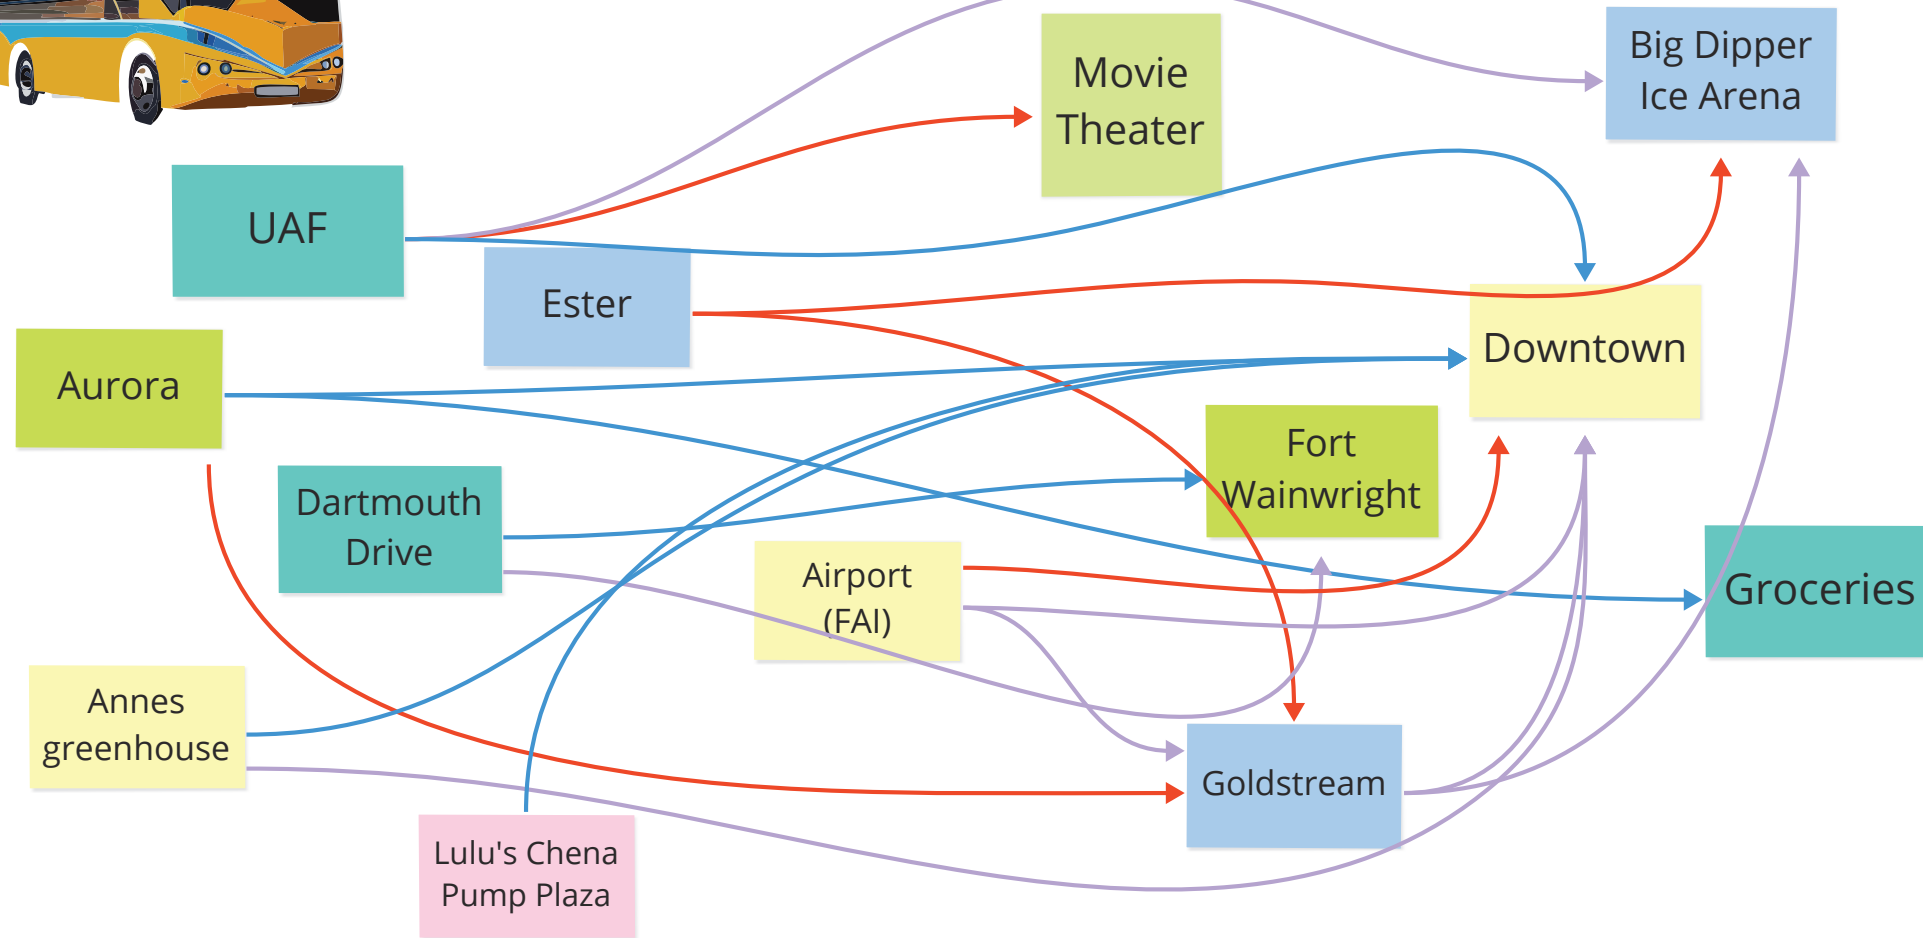 Movie
Theater
Big Dipper
Ice Arena
UAF
Ester
Aurora
Downtown
Fort
Wainwright
Dartmouth
Drive
Airport
(FAI)
Groceries
Annes
greenhouse
Goldstream
Lulu's Chena
Pump Plaza